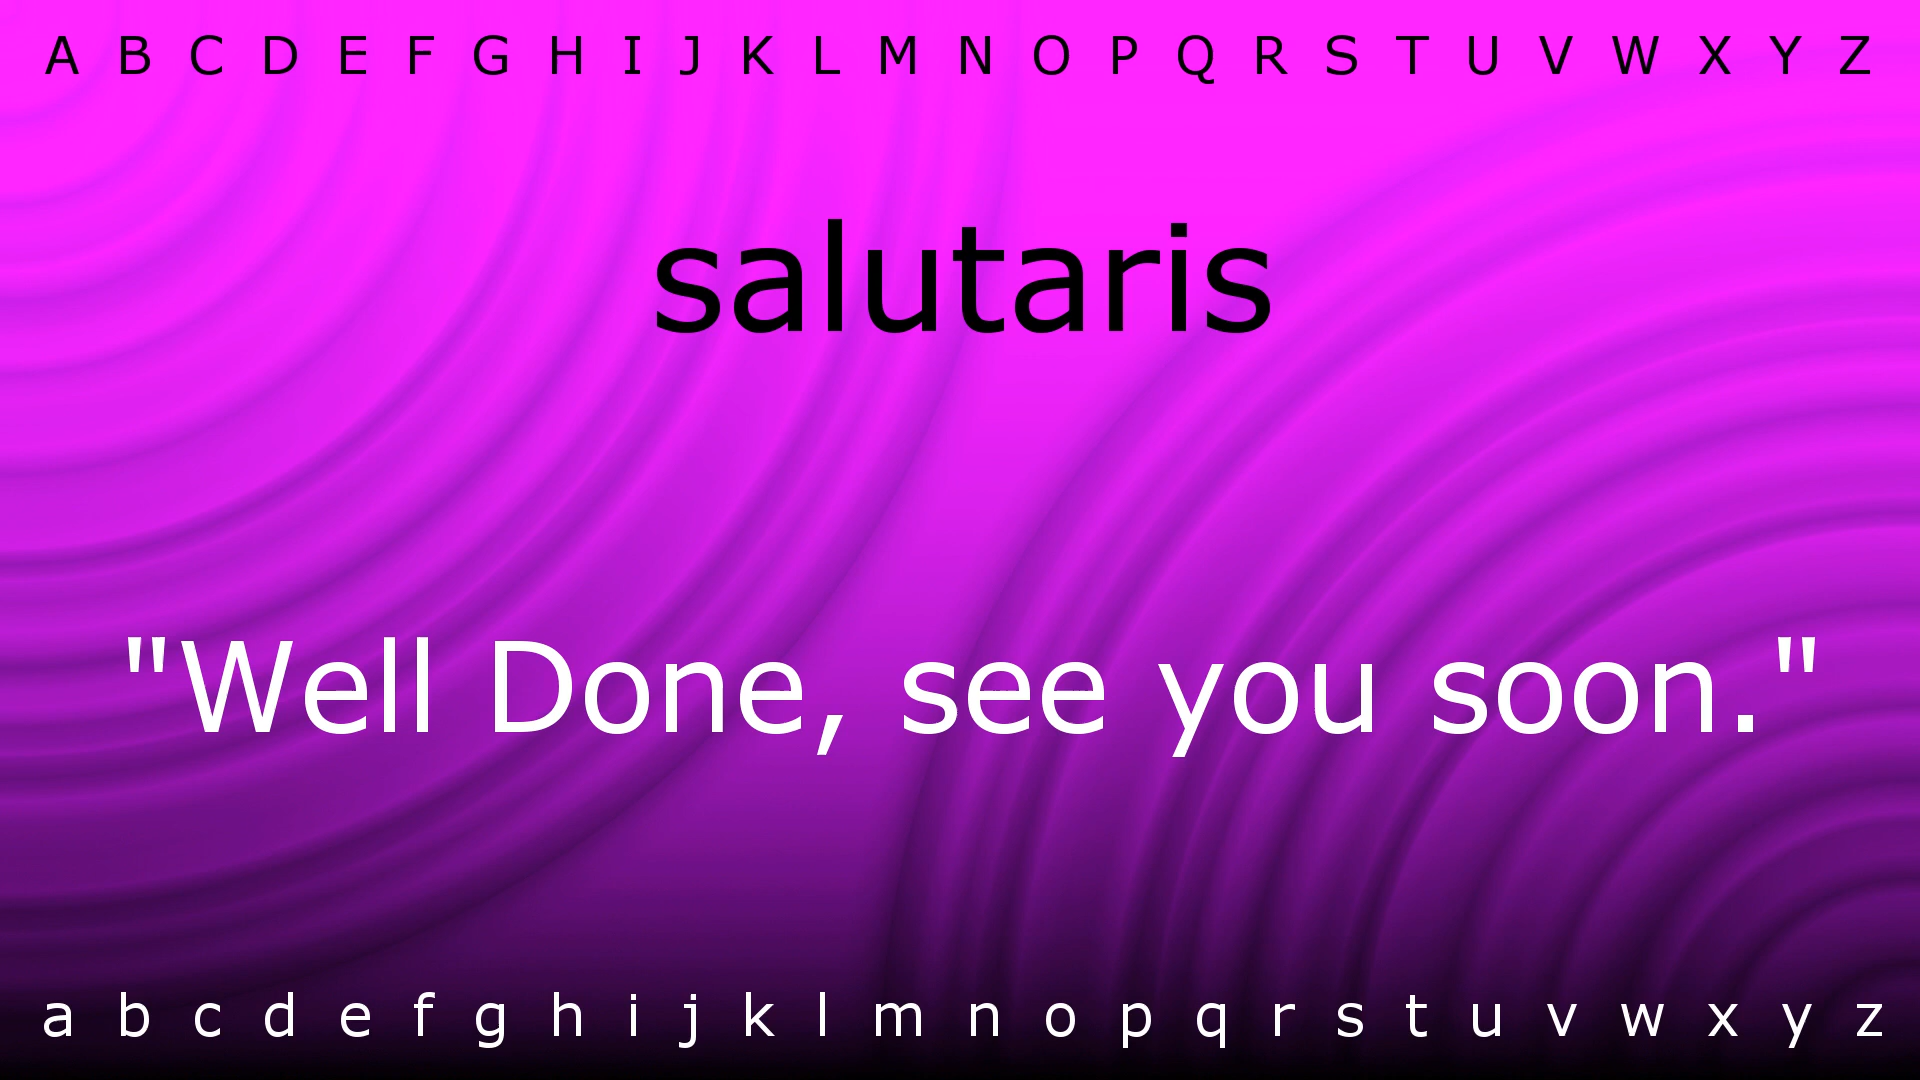 A B C D E F G H I J K L M N O P Q R S T U V W X Y Z
salutaris
"Well Done, see you soon."
a b c d e f g h i j k l m n o p q r s t u v w x y z